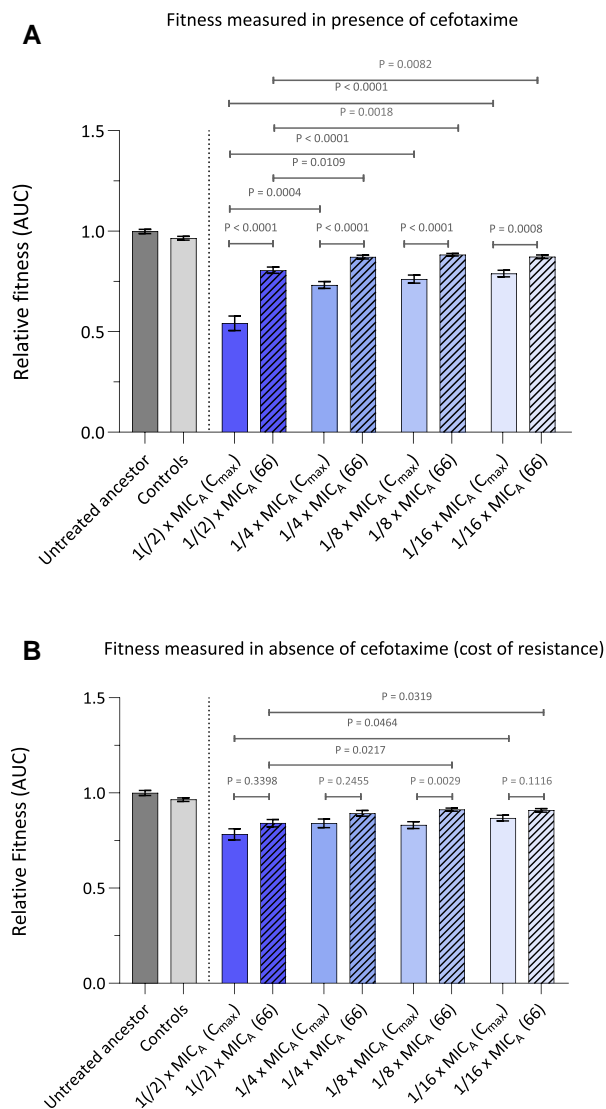 A
Fitness measured in presence of cefotaxime
P = 0.0082
P < 0.0001
P = 0.0018
P < 0.0001
P = 0.0109
P = 0.0004
P < 0.0001
P < 0.0001
P < 0.0001
P = 0.0008
Relative fitness (AUC)
1.5
1.0
0.5
0.0
Untreated ancestor
Controls
1(/2) x MICA (Cmax)
1/(2) x MICA (66)
1/4 x MICA (Cmax)
1/4 x MICA (66)
1/8 x MICA (Cmax)
1/8 x MICA (66)
1/16 x MICA (Cmax)
1/16 x MICA (66)
B
Fitness measured in absence of cefotaxime (cost of resistance)
P = 0.0319
P = 0.0464
P = 0.0217
P = 0.3398
P = 0.2455
P = 0.0029
P = 0.1116
Relative Fitness (AUC)
1.5
1.0
0.5
0.0
Untreated ancestor
Controls
1(/2) x MICA (Cmax)
1(/2) x MICA (66)
1/4 x MICA (Cmax)
1/4 x MICA (66)
1/8 x MICA (Cmax)
1/8 x MICA (66)
1/16 x MICA (Cmax)
1/16 x MICA (66)